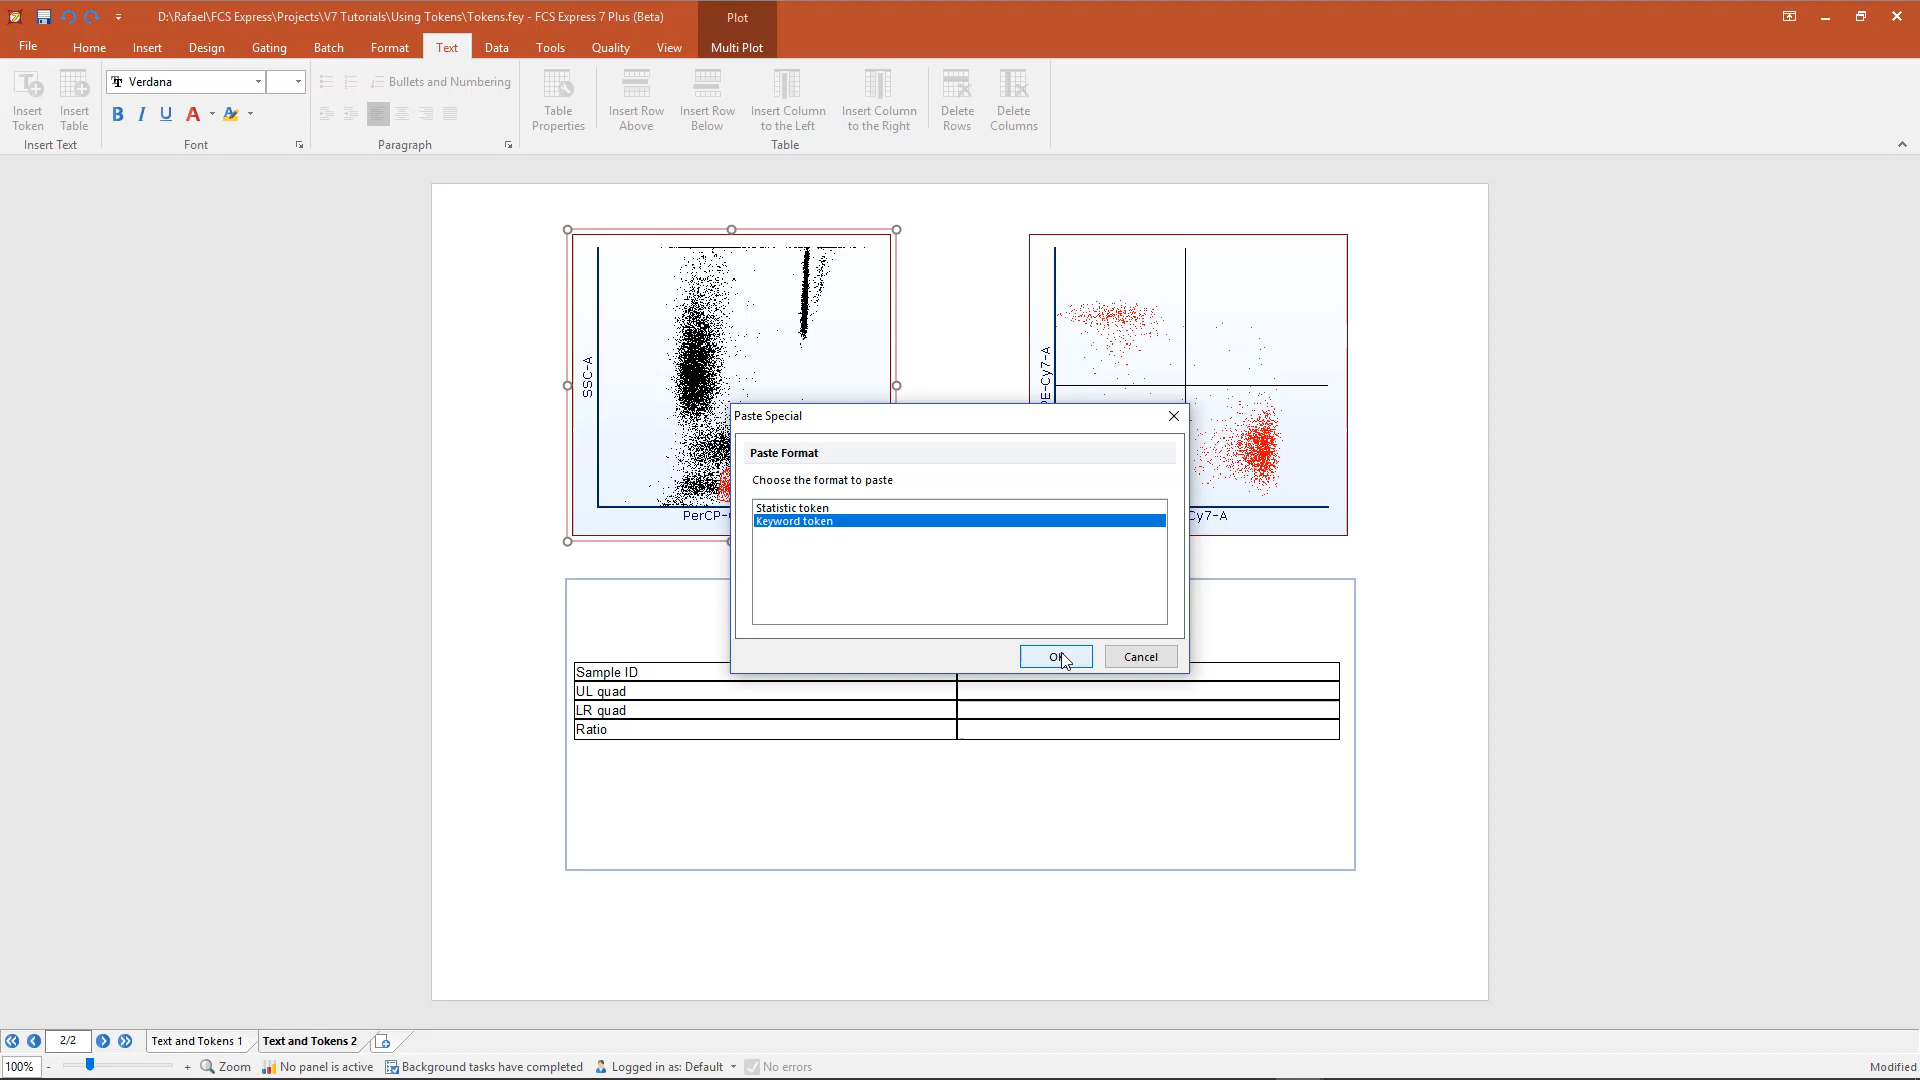 D:\Rafael\FCS Express\Projects\V7 Tutorials\Using Tokens\Tokens.fey - FCS Express 7 Plus (Beta)
Plot
File
Home
Insert
Design
Gating
Batch
Format
Text
Data
Tools
Quality
View
Multi Plot
Insert Token
Insert Table
Verdana
Bullets and Numbering
B I U A
Table Properties
Insert Row Above
Insert Row Below
Insert Column to the Left
Insert Column to the Right
Delete Rows
Delete Columns
Insert Text
Font
Paragraph
Table
SSC-A
PE-Cy7-A
Paste Special
Paste Format
Choose the format to paste
Statistic token
Keyword token
PerCP-
Cy7-A
OK
Cancel
Sample ID
UL quad
LR quad
Ratio
2/2
Text and Tokens 1
Text and Tokens 2
100%
- +
Zoom
No panel is active
Background tasks have completed
Logged in as: Default
No errors
Modified